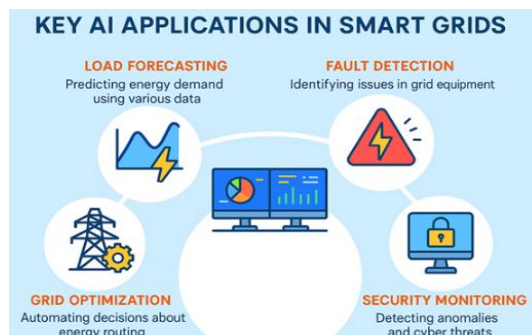 KEY AI APPLICATIONS IN SMART GRIDS
LOAD FORECASTING
Predicting energy demand
using various data
FAULT DETECTION
Identifying issues in grid equipment
GRID OPTIMIZATION
Automating decisions about
energy routing
SECURITY MONITORING
Detecting anomalies
and cyber threats